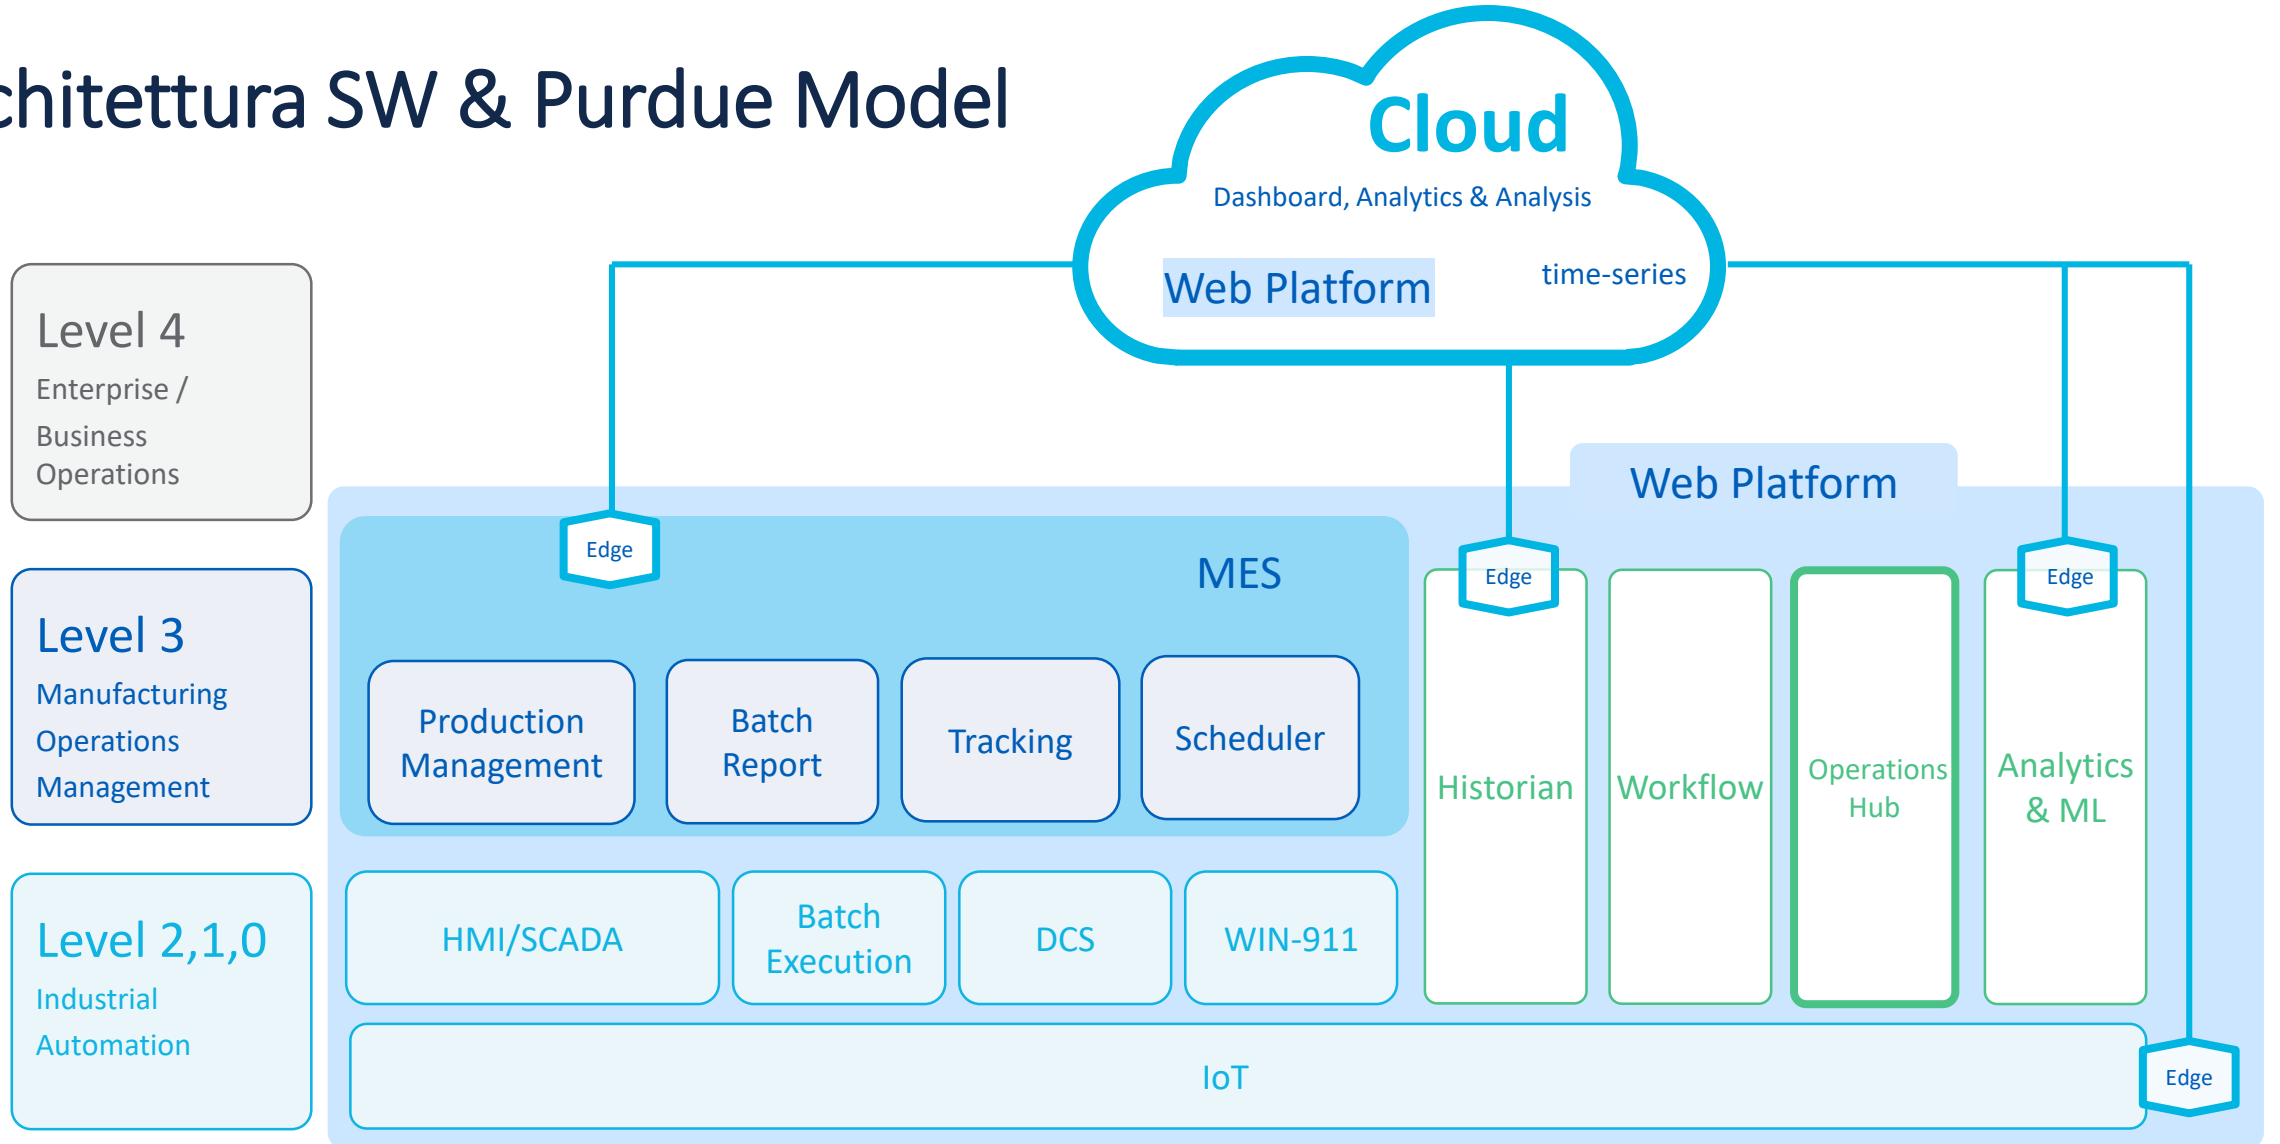 chitettura SW & Purdue Model
Cloud
Dashboard, Analytics & Analysis
Web Platform
time-series
Level 4
Enterprise /
Business
Operations
Level 3
Manufacturing
Operations
Management
Level 2,1,0
Industrial
Automation
Web Platform
Edge
MES
Production
Management
Batch
Report
Tracking
Scheduler
Edge
Historian
Workflow
Operations
Hub
Edge
Analytics
& ML
HMI/SCADA
Batch
Execution
DCS
WIN-911
IoT
Edge